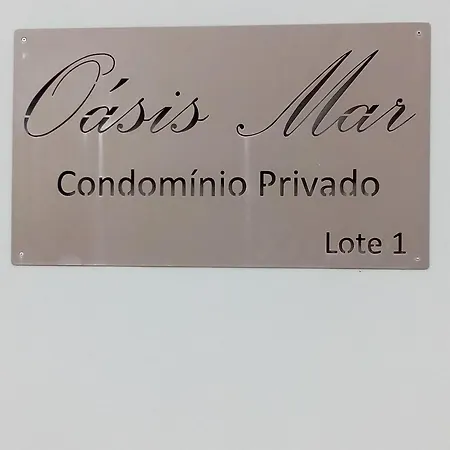 Oásis Mar
Condomínio Privado
Lote 1